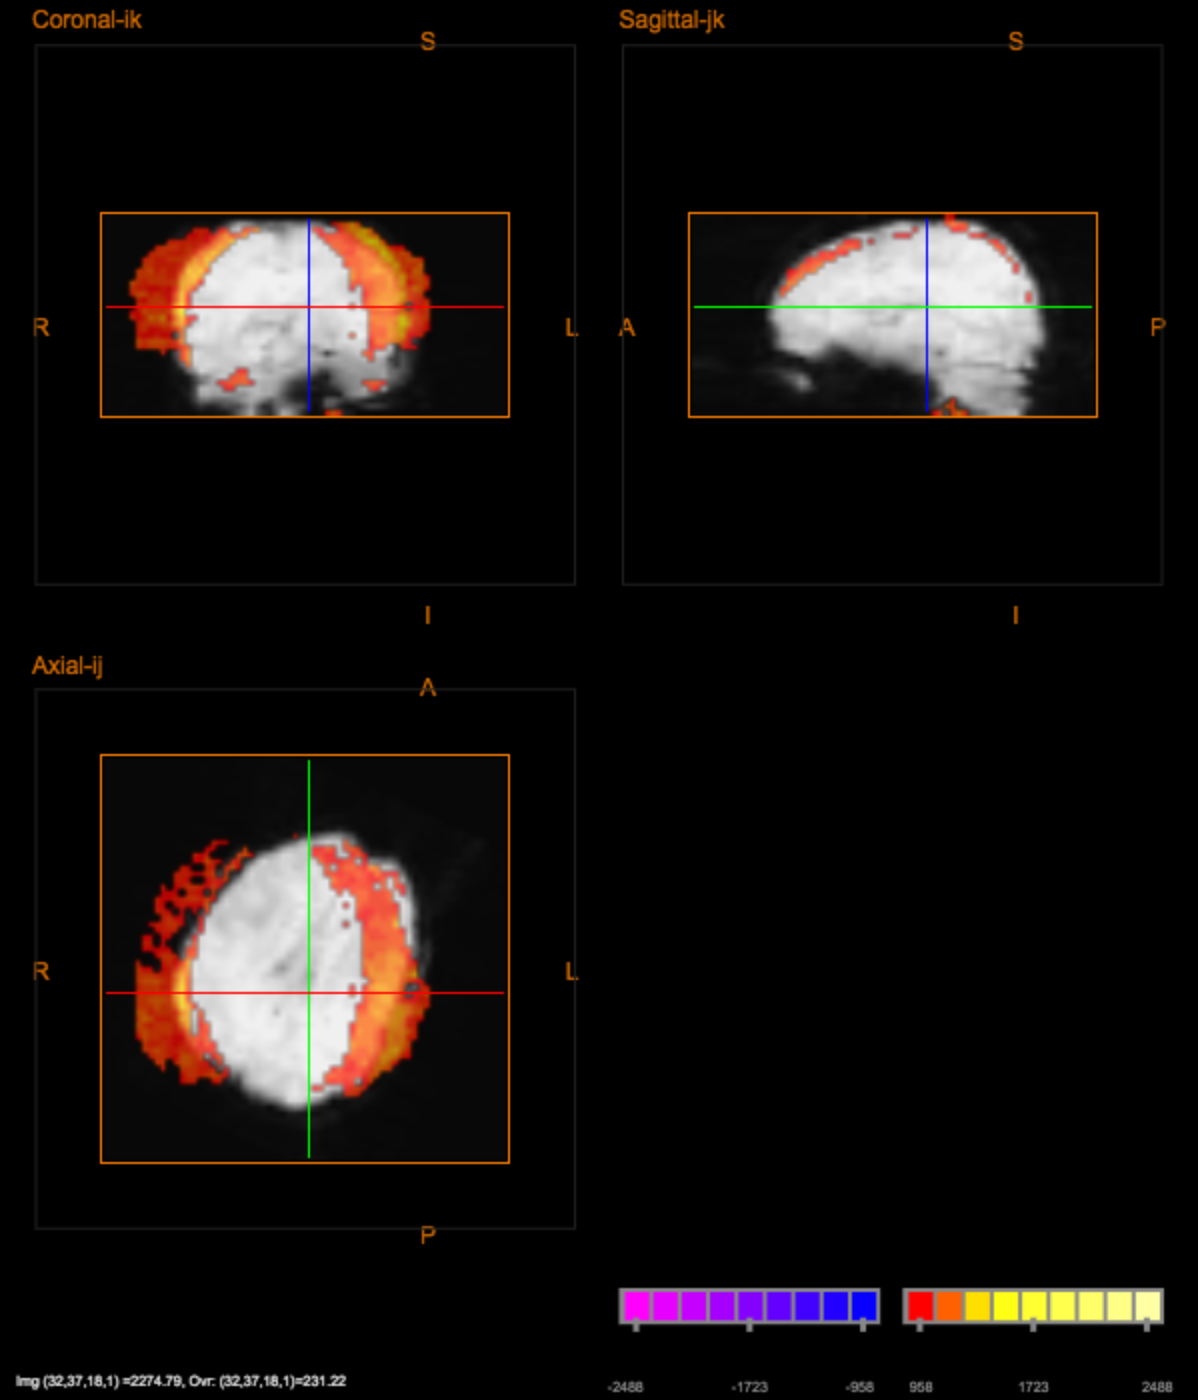 Coronal-ik
Sagittal-jk
S
S
R
L
A
P
I
I
Axial-ij
A
R
L
P
Img (32,37,18,1) =2274.79, Ovr: (32,37,18,1)=231.22
-2488
-1723
-958
958
1723
2488